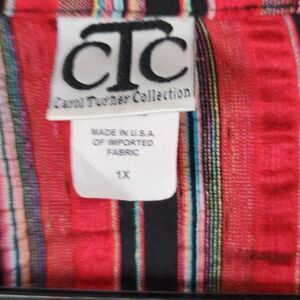 CTC
Carol Turner Collection
MADE IN U.S.A.
OF IMPORTED
FABRIC
1X